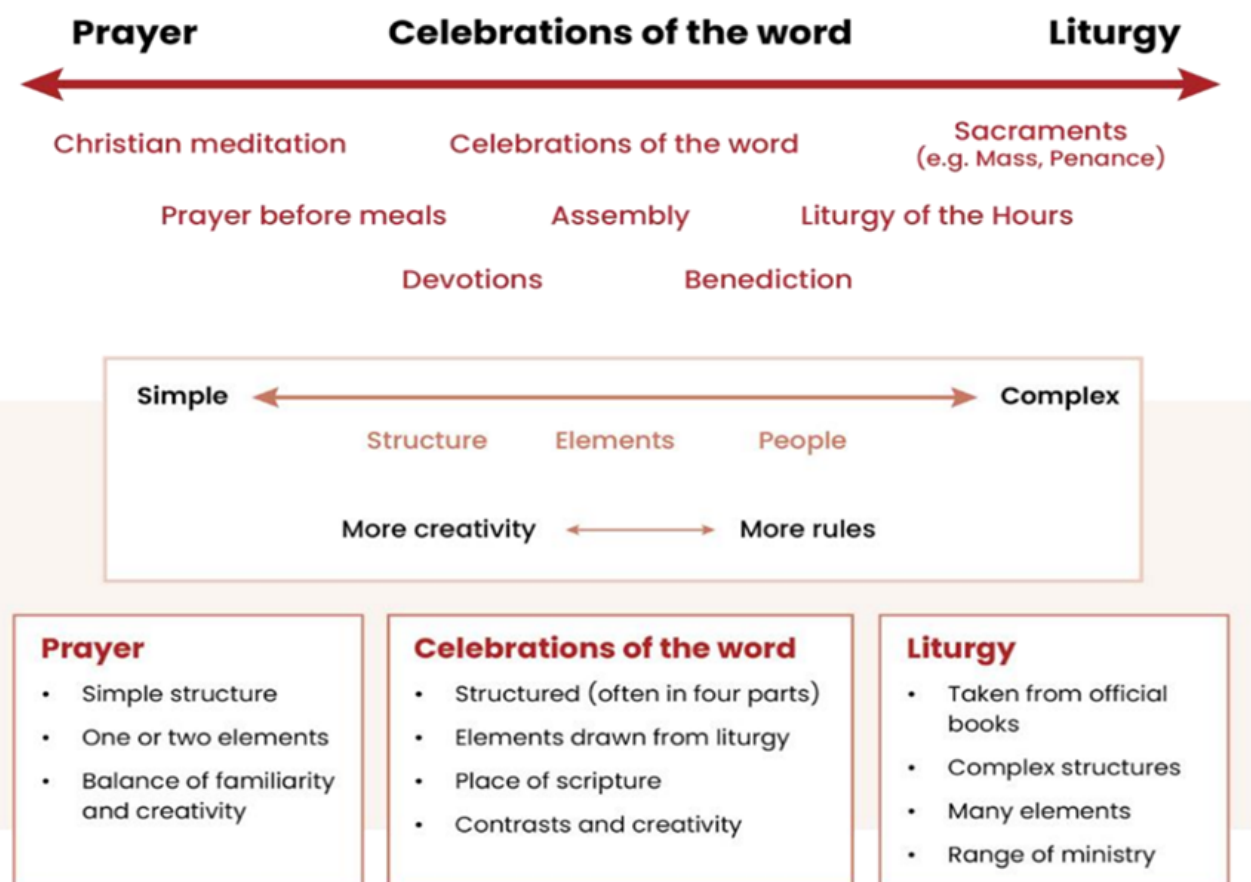 Prayer
Celebrations of the word
Liturgy
Christian meditation
Celebrations of the word
Sacraments
(e.g. Mass, Penance)
Prayer before meals
Assembly
Liturgy of the Hours
Devotions
Benediction
Simple
Complex
Structure
Elements
People
More creativity
More rules
Prayer
• Simple structure
• One or two elements
• Balance of familiarity
and creativity
Celebrations of the word
• Structured (often in four parts)
• Elements drawn from liturgy
• Place of scripture
• Contrasts and creativity
Liturgy
• Taken from official
books
• Complex structures
• Many elements
• Range of ministry